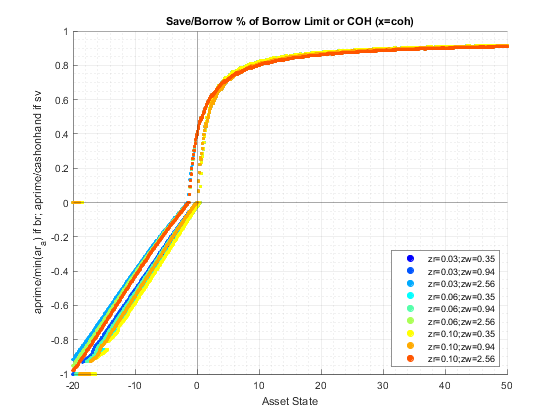 Save/Borrow % of Borrow Limit or COH (x=coh)
1
0.8
0.6
0.4
0.2
0
-0.2
-0.4
-0.6
-0.8
-1
aprime/min(ar_a) if br; aprime/cashonhand if sv
zr=0.03;zw=0.35
zr=0.03;zw=0.94
zr=0.03;zw=2.56
zr=0.06;zw=0.35
zr=0.06;zw=0.94
zr=0.06;zw=2.56
zr=0.10;zw=0.35
zr=0.10;zw=0.94
zr=0.10;zw=2.56
-20 -10 0 10 20 30 40 50
Asset State